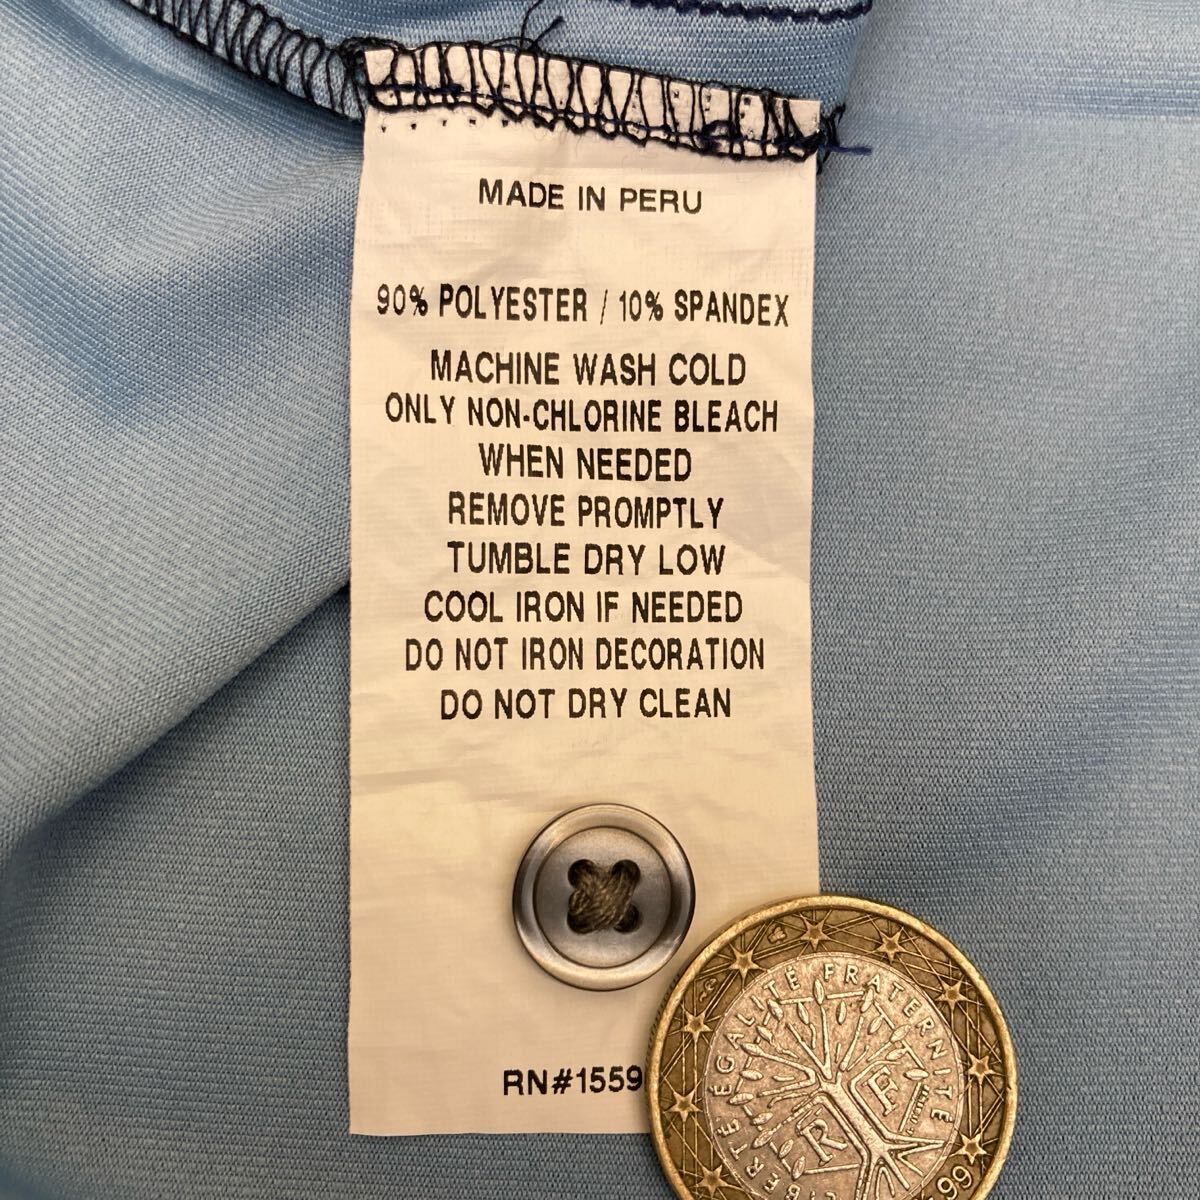 MADE IN PERU
90% POLYESTER / 10% SPANDEX
MACHINE WASH COLD
ONLY NON-CHLORINE BLEACH
WHEN NEEDED
REMOVE PROMPTLY
TUMBLE DRY LOW
COOL IRON IF NEEDED
DO NOT IRON DECORATION
DO NOT DRY CLEAN
RN#1559
LIBERTÉ ÉGALITÉ FRATERNITÉ
RF